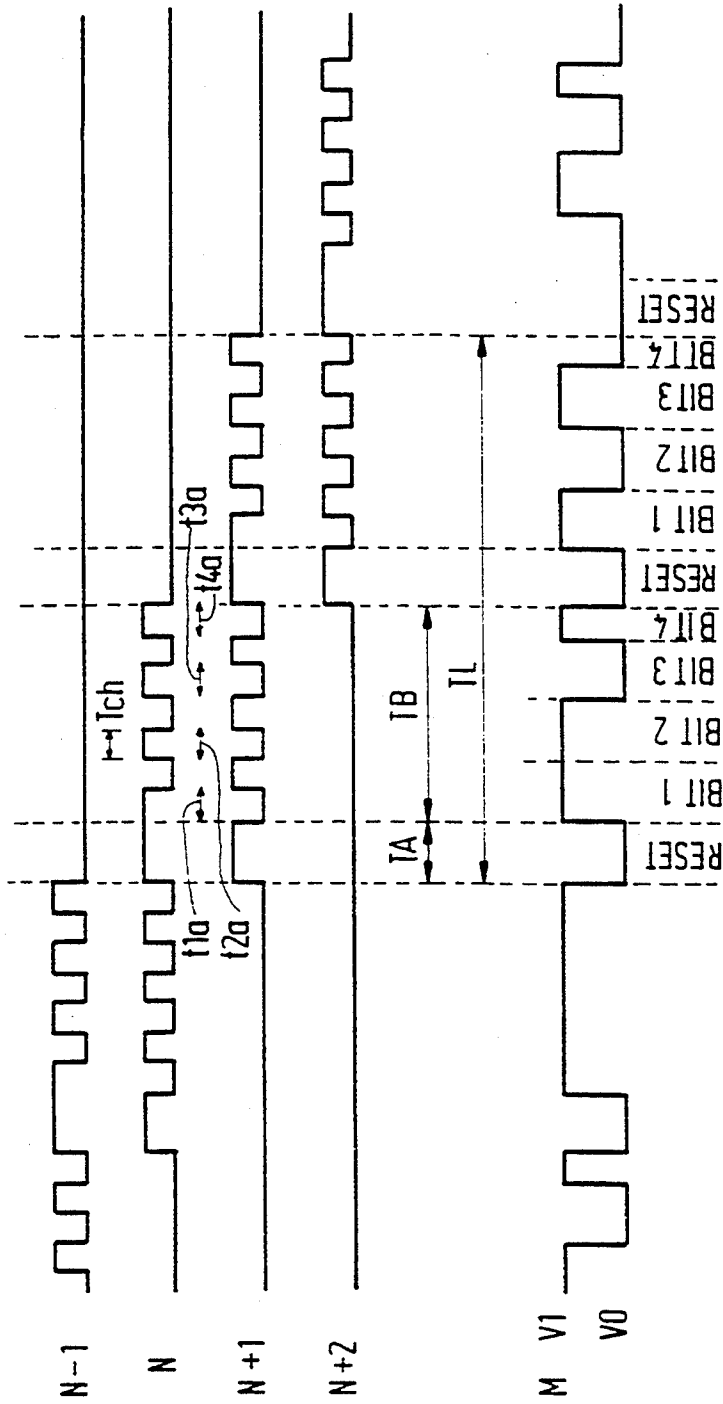 N-1
N
N+1
N+2
M V1
V0
Tch
t1a
t2a
t3a
t4a
TA
TB
TL
RESET
BIT 1
BIT 2
BIT 3
BIT 4
RESET
BIT 1
BIT 2
BIT 3
BIT 4
RESET